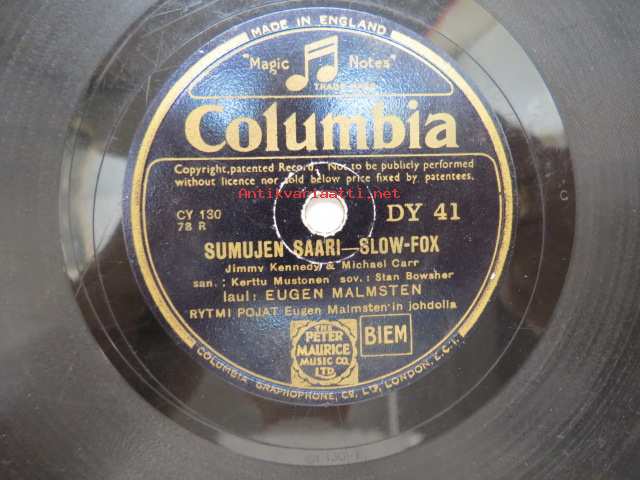 MADE IN ENGLAND
"Magic Notes"
TRADE MARK
Columbia
Copyright, patented Record. Not to be publicly performed
without licence nor sold below price fixed by patentees.
Antikvariaatti.net
CY 130
78 R
DY 41
SUMUJEN SAARI—SLOW-FOX
Jimmy Kennedy & Michael Carr
san.: Kerttu Mustonen sov.: Stan Bowsher
laul: EUGEN MALMSTEN
RYTMI POJAT Eugen Malmsten'in johdolla
THE
PETER
MAURICE
MUSIC CO.
LTD.
BIEM
COLUMBIA GRAPHOPHONE, CO. LTD, LONDON, E.C.1.